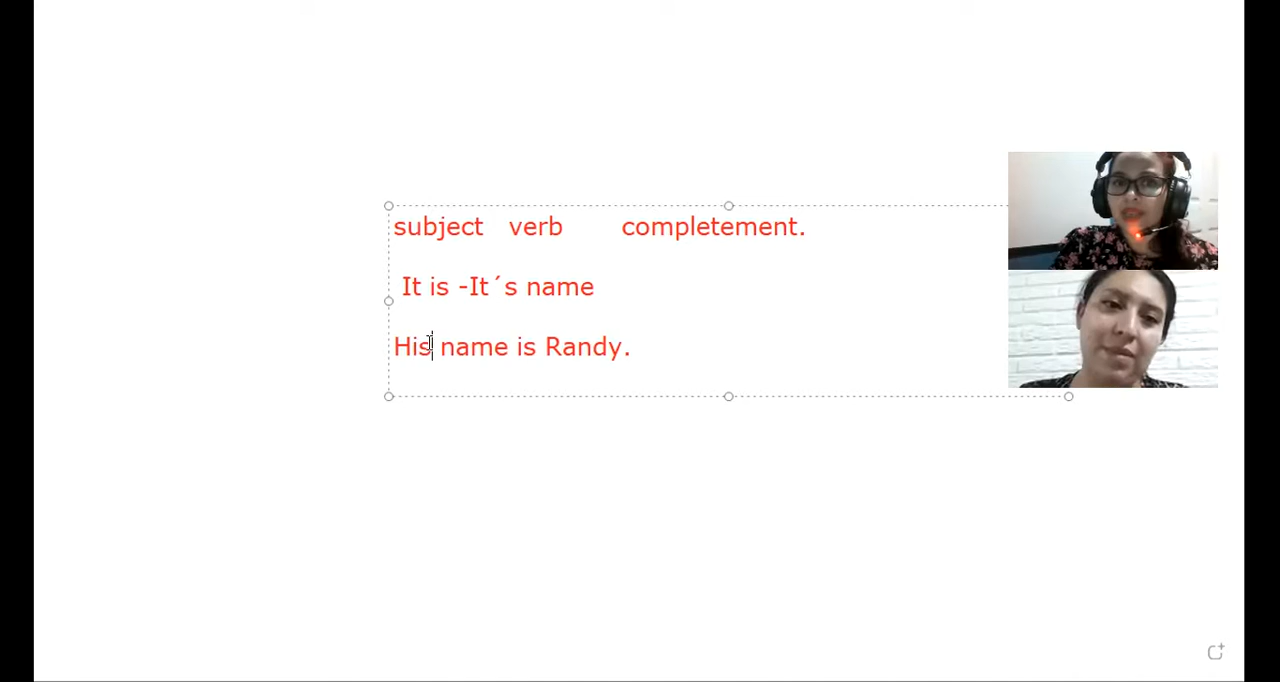 subject verb completement.
It is -It´s name
His name is Randy.